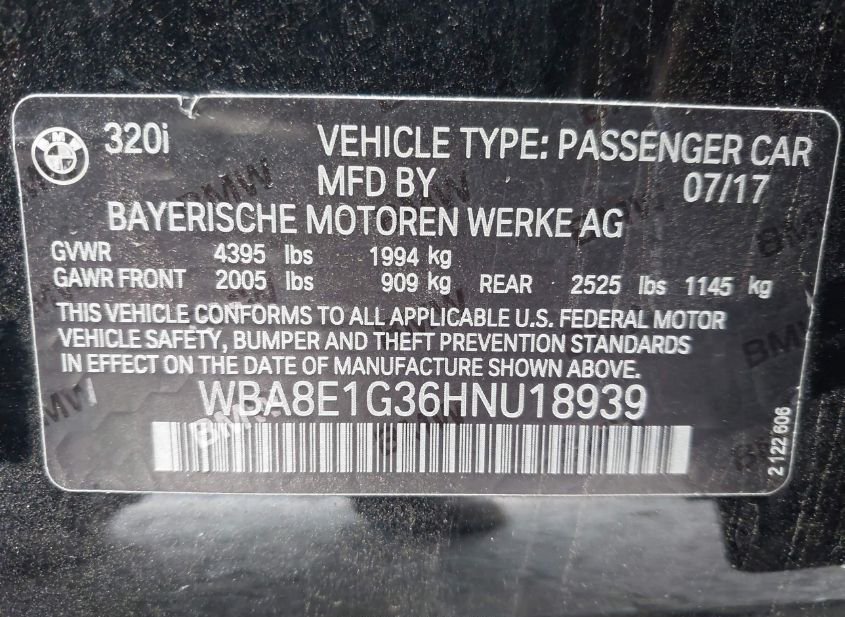 BMW 320i VEHICLE TYPE: PASSENGER CAR
MFD BY 07/17
BAYERISCHE MOTOREN WERKE AG
GVWR 4395 lbs 1994 kg
GAWR FRONT 2005 lbs 909 kg REAR 2525 lbs 1145 kg
THIS VEHICLE CONFORMS TO ALL APPLICABLE U.S. FEDERAL MOTOR
VEHICLE SAFETY, BUMPER AND THEFT PREVENTION STANDARDS
IN EFFECT ON THE DATE OF MANUFACTURE SHOWN ABOVE.
WBA8E1G36HNU18939
2 122 606